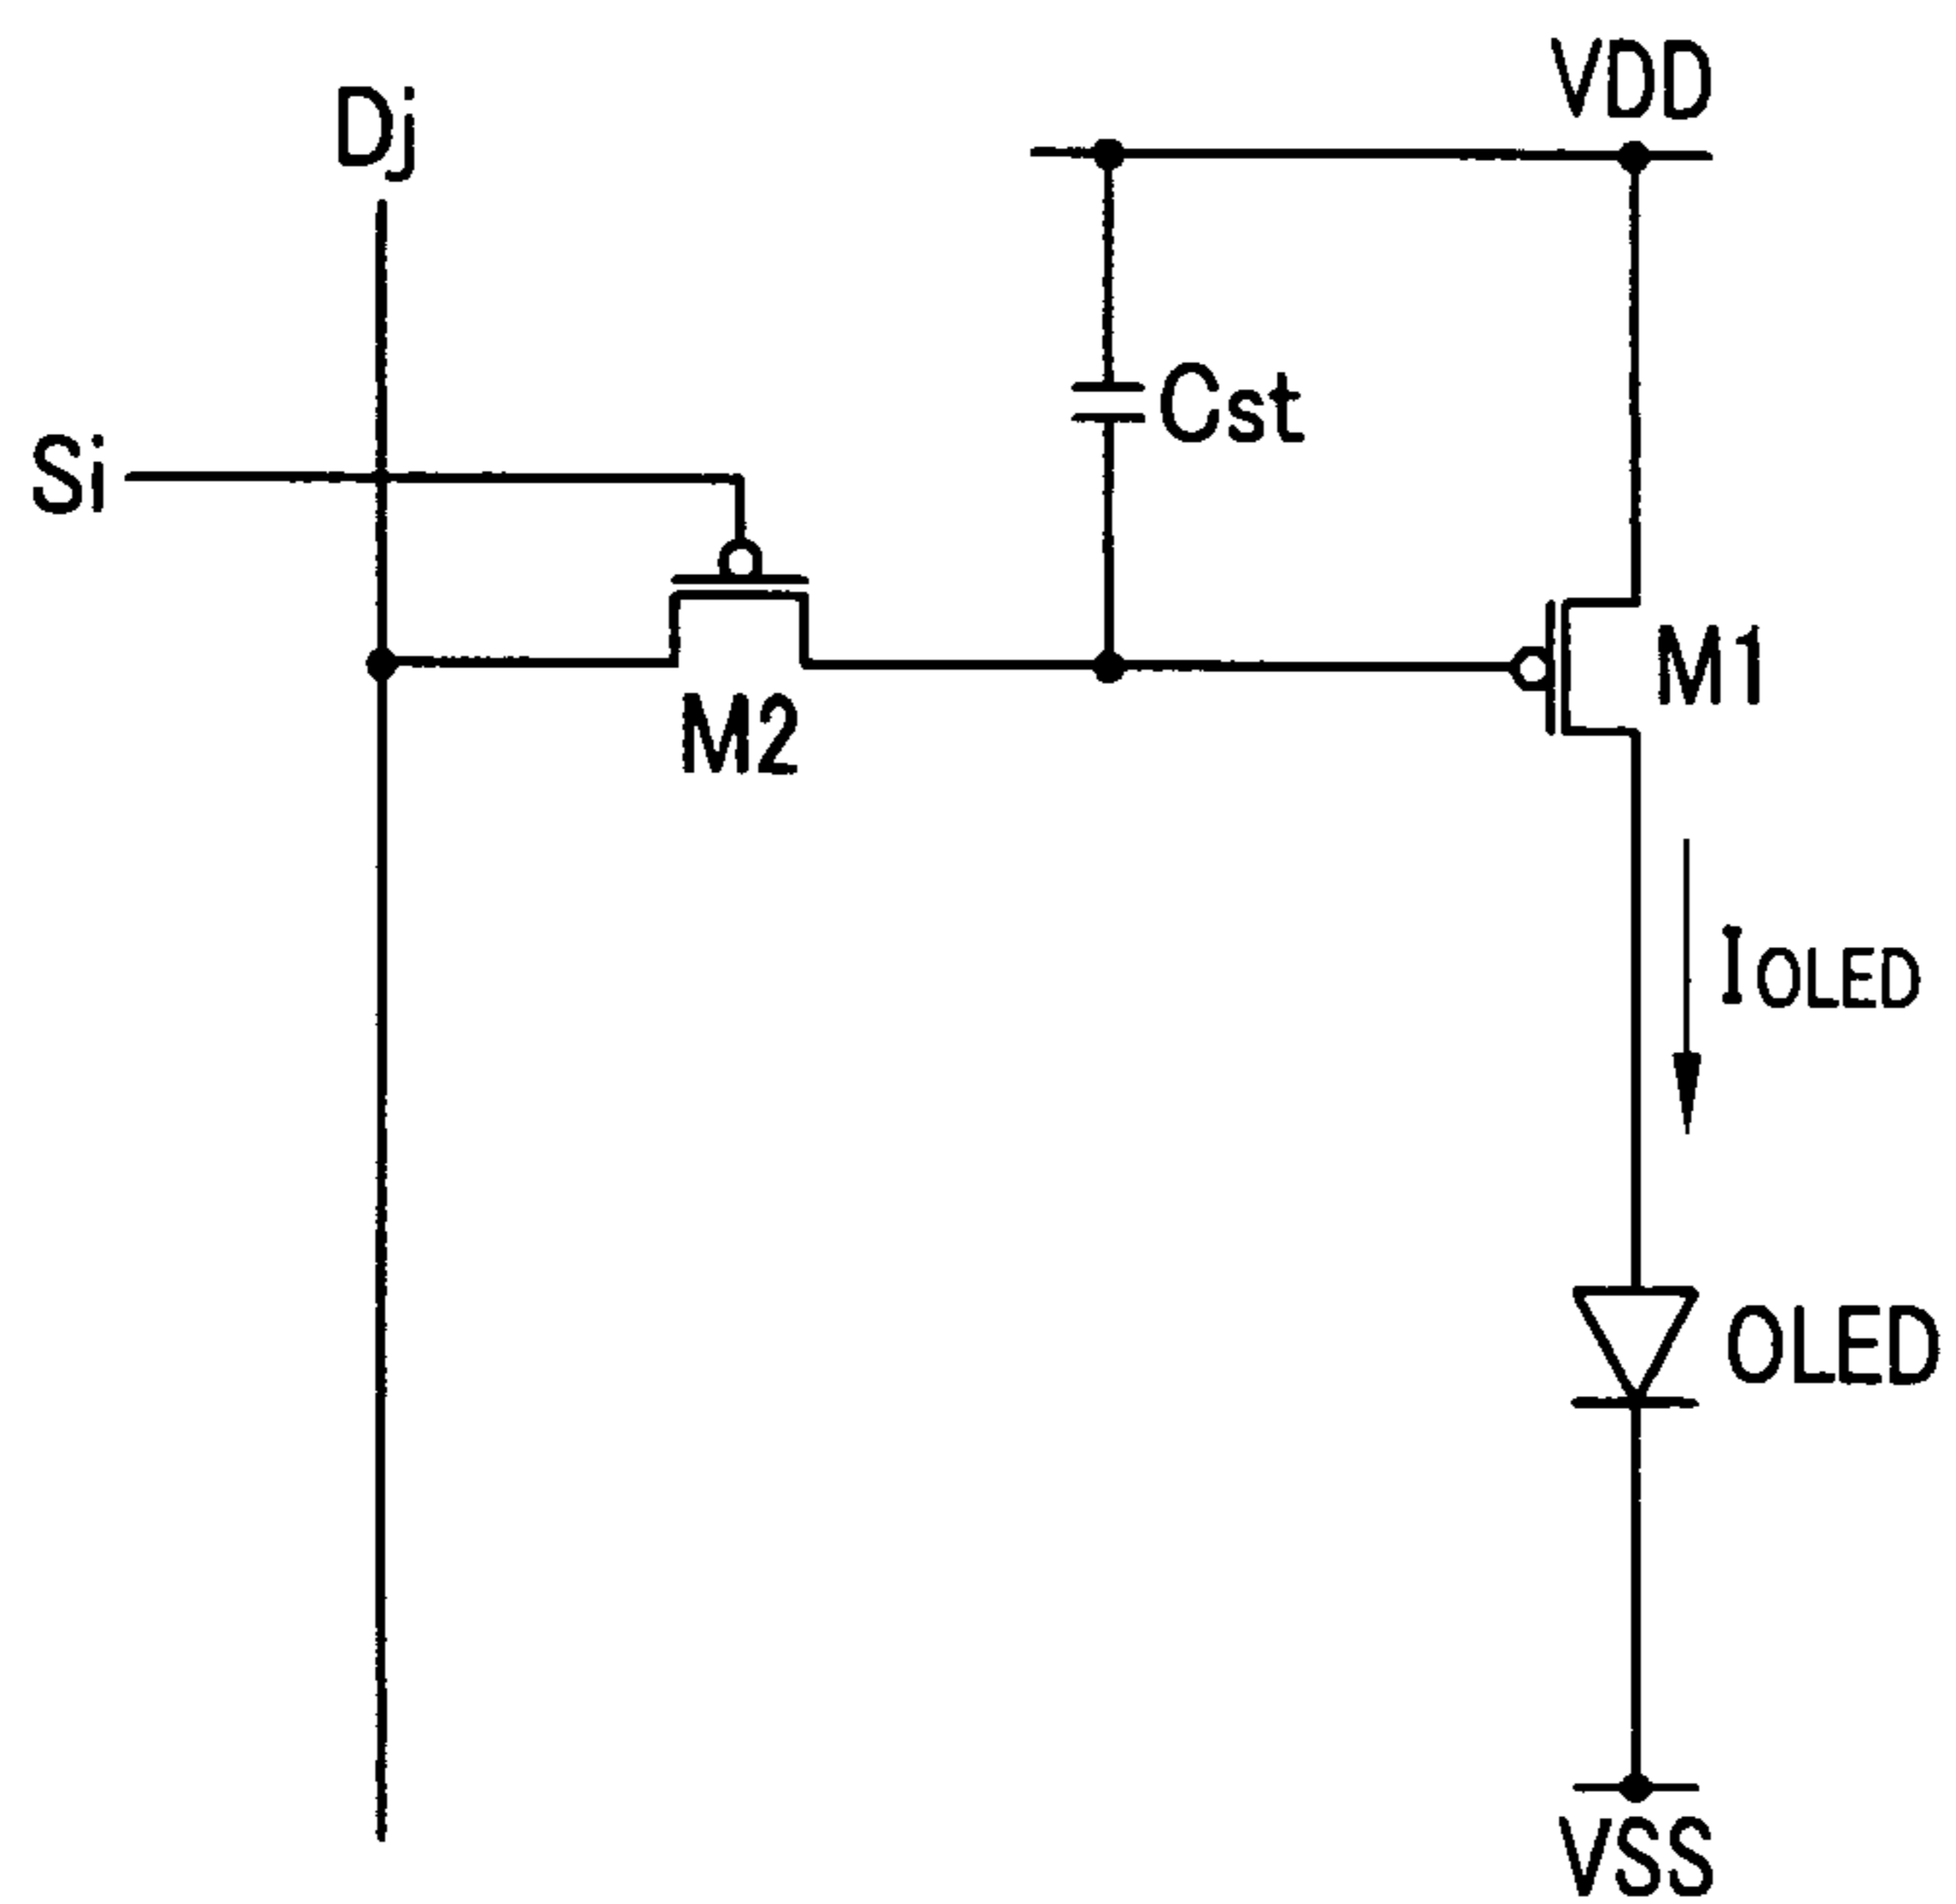 VDD
Dj
Cst
Si
M1
M2
IOLED
OLED
VSS